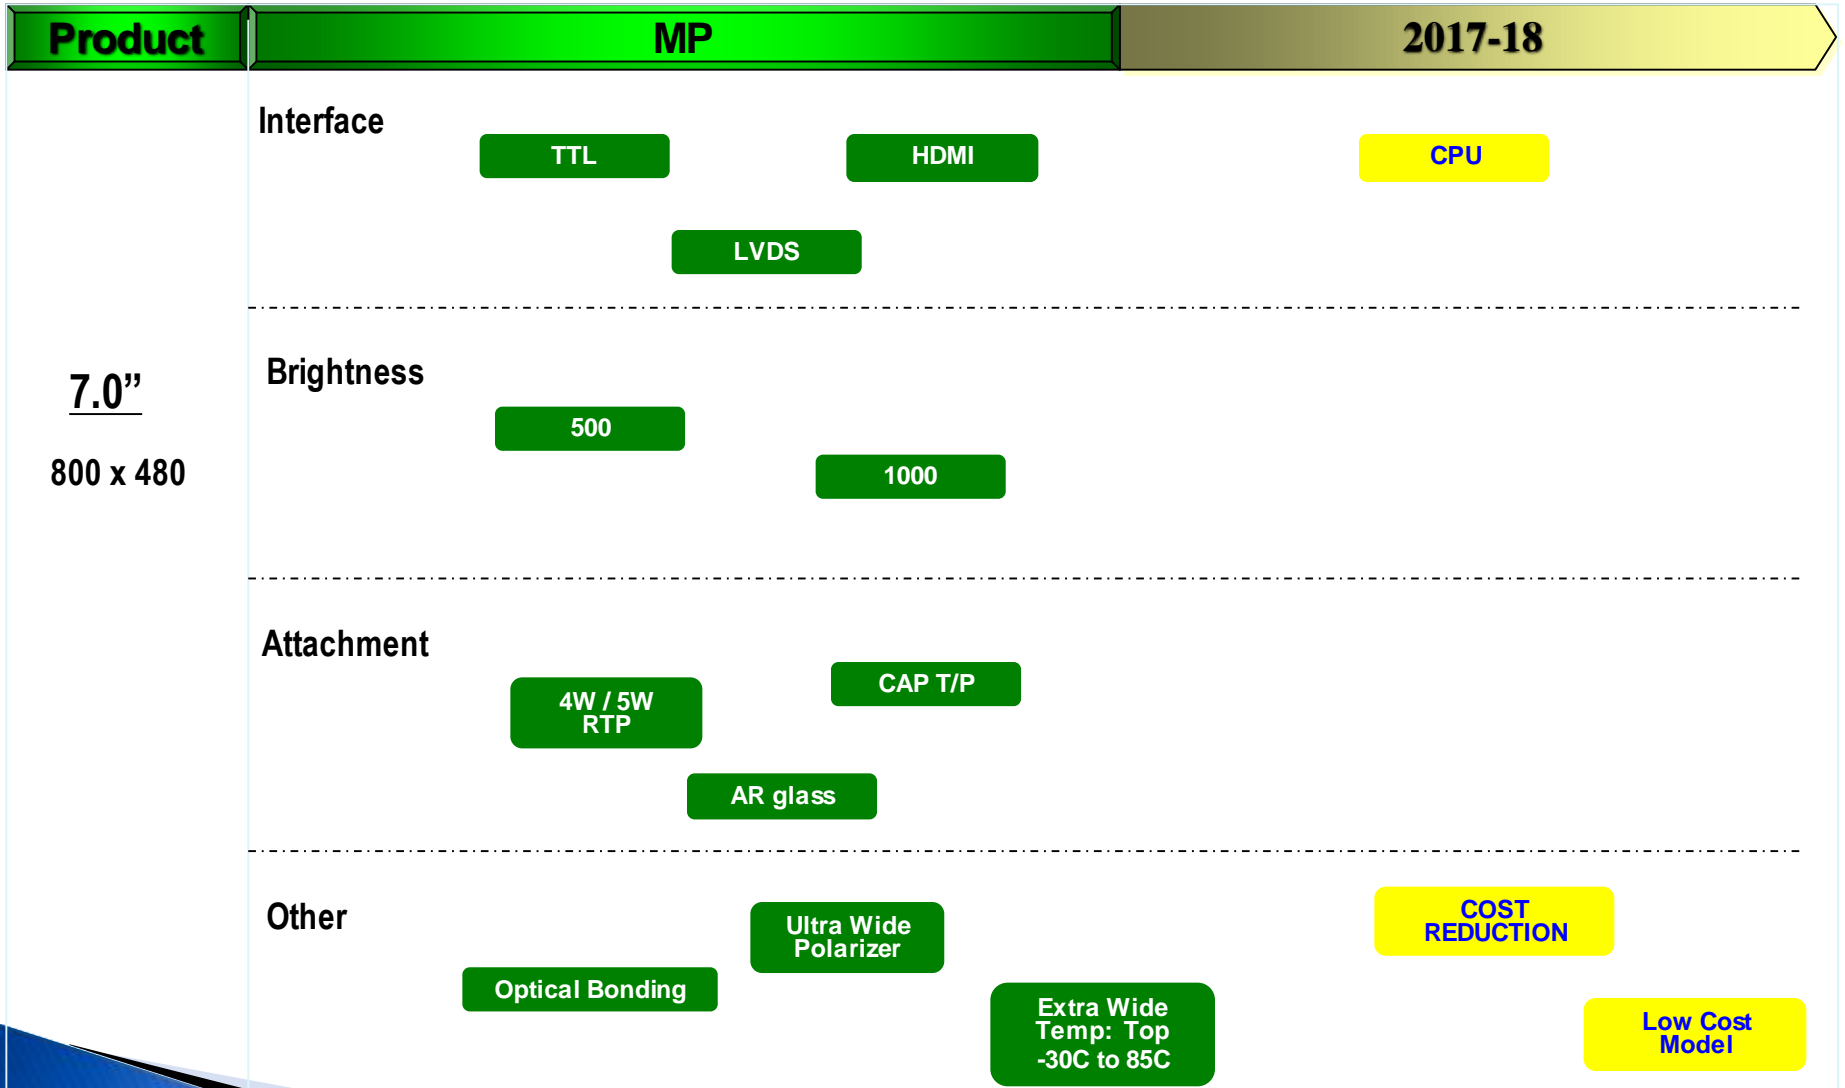 Product
MP
2017-18
Interface
TTL
HDMI
CPU
LVDS
7.0”
800 x 480
Brightness
500
1000
Attachment
4W / 5W
RTP
CAP T/P
AR glass
Other
Optical Bonding
Ultra Wide
Polarizer
Extra Wide
Temp: Top
-30C to 85C
COST
REDUCTION
Low Cost
Model